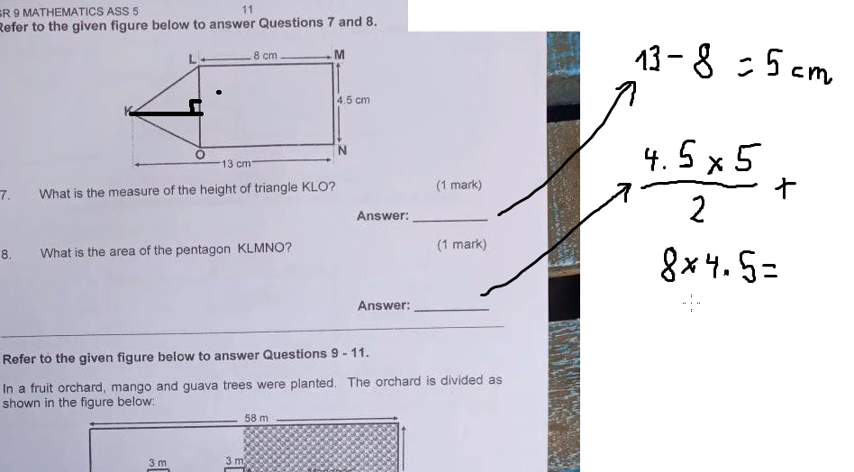 GR 9 MATHEMATICS ASS 5 11
Refer to the given figure below to answer Questions 7 and 8.
L 8 cm M
K 4.5 cm
O N
13 cm
7. What is the measure of the height of triangle KLO? (1 mark)
Answer: ________
8. What is the area of the pentagon KLMNO? (1 mark)
Answer: ________
Refer to the given figure below to answer Questions 9 - 11.
In a fruit orchard, mango and guava trees were planted. The orchard is divided as
shown in the figure below:
58 m
3 m 3 m
13 - 8 = 5 cm
4.5 x 5 / 2 +
8 x 4.5 =